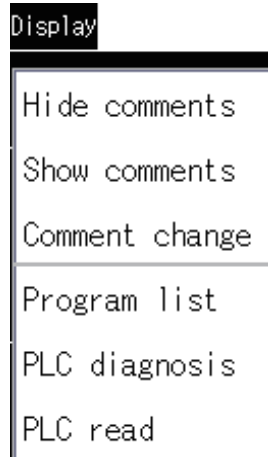 Display
Hide comments
Show comments
Comment change
Program list
PLC diagnosis
PLC read